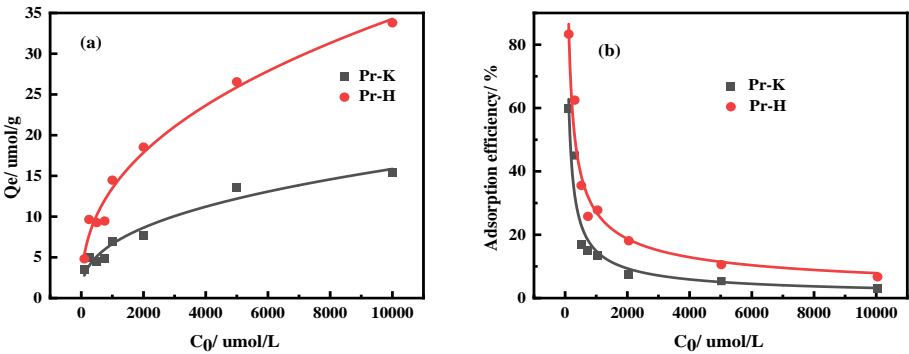 (a)
Pr-K
Pr-H
35
30
25
20
15
10
5
0
Qe/ umol/g
0
2000
4000
6000
8000
10000
C0/ umol/L
(b)
Pr-K
Pr-H
80
60
40
20
0
Adsorption efficiency/ %
0
2000
4000
6000
8000
10000
C0/ umol/L